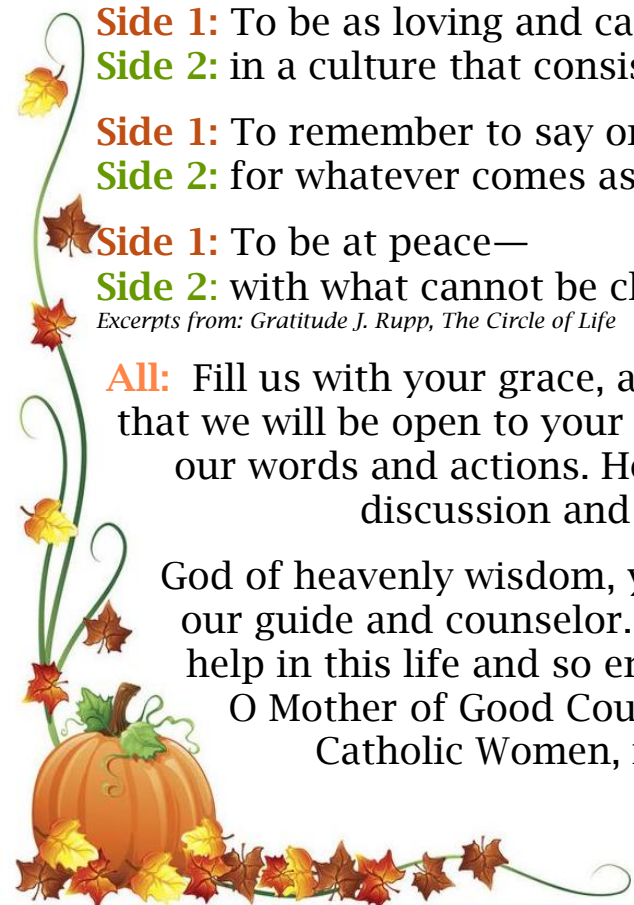 Side 1: To be as loving and ca
Side 2: in a culture that consis
Side 1: To remember to say
Side 2: for whatever comes as
Side 1: To be at peace—
Side 2: with what cannot be
Excerpts from: Gratitude J. Rupp, The Circle of Life
All: Fill us with your grace, a
that we will be open to your
our words and actions. He
discussion and
God of heavenly wisdom,
our guide and counselor.
help in this life and so
O Mother of Good Cou
Catholic Women,